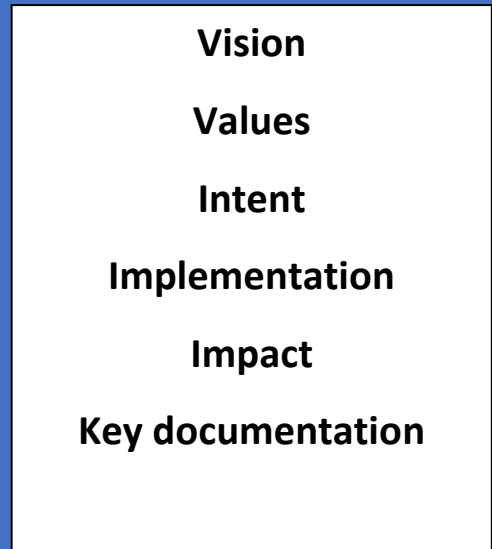 Vision
Values
Intent
Implementation
Impact
Key documentation